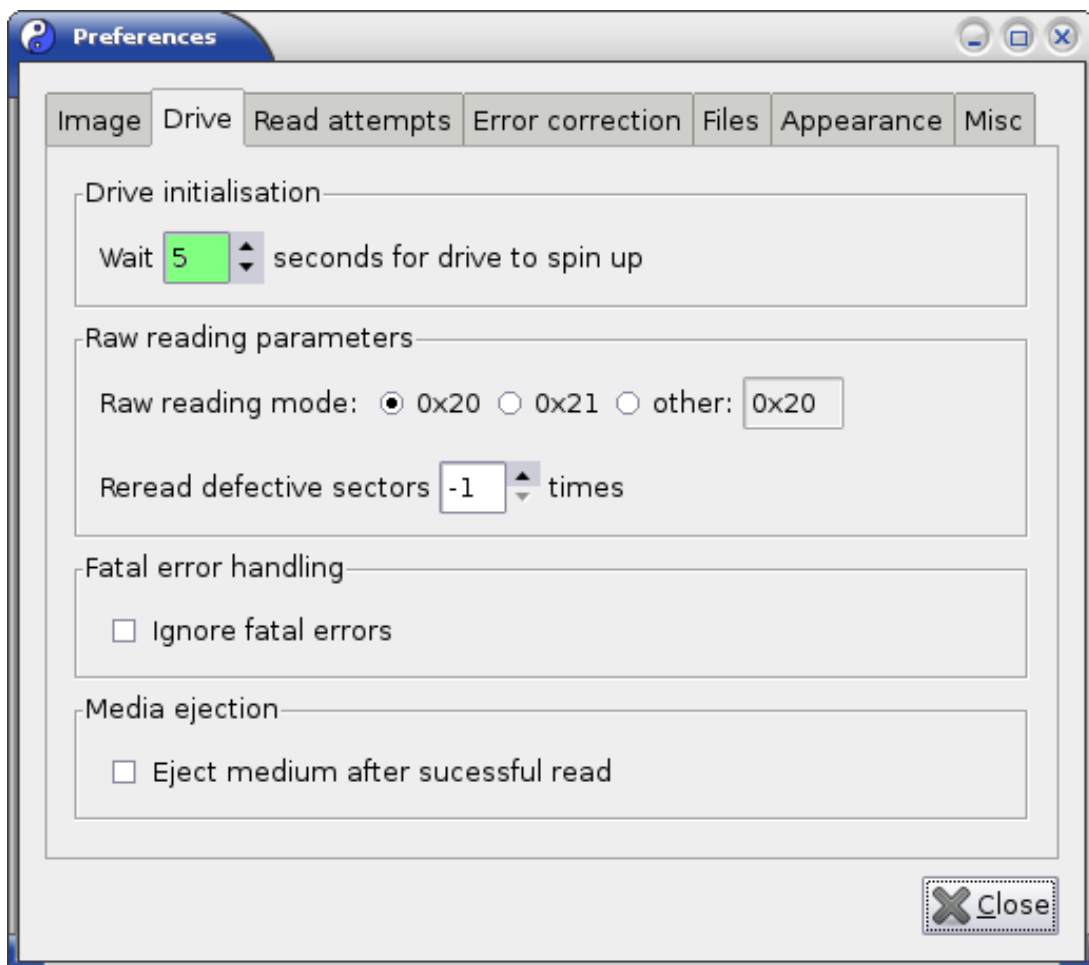 Preferences
Image Drive Read attempts Error correction Files Appearance Misc
Drive initialisation
Wait 5 seconds for drive to spin up
Raw reading parameters
Raw reading mode: 0x20 0x21 other: 0x20
Reread defective sectors -1 times
Fatal error handling
Ignore fatal errors
Media ejection
Eject medium after sucessful read
Close